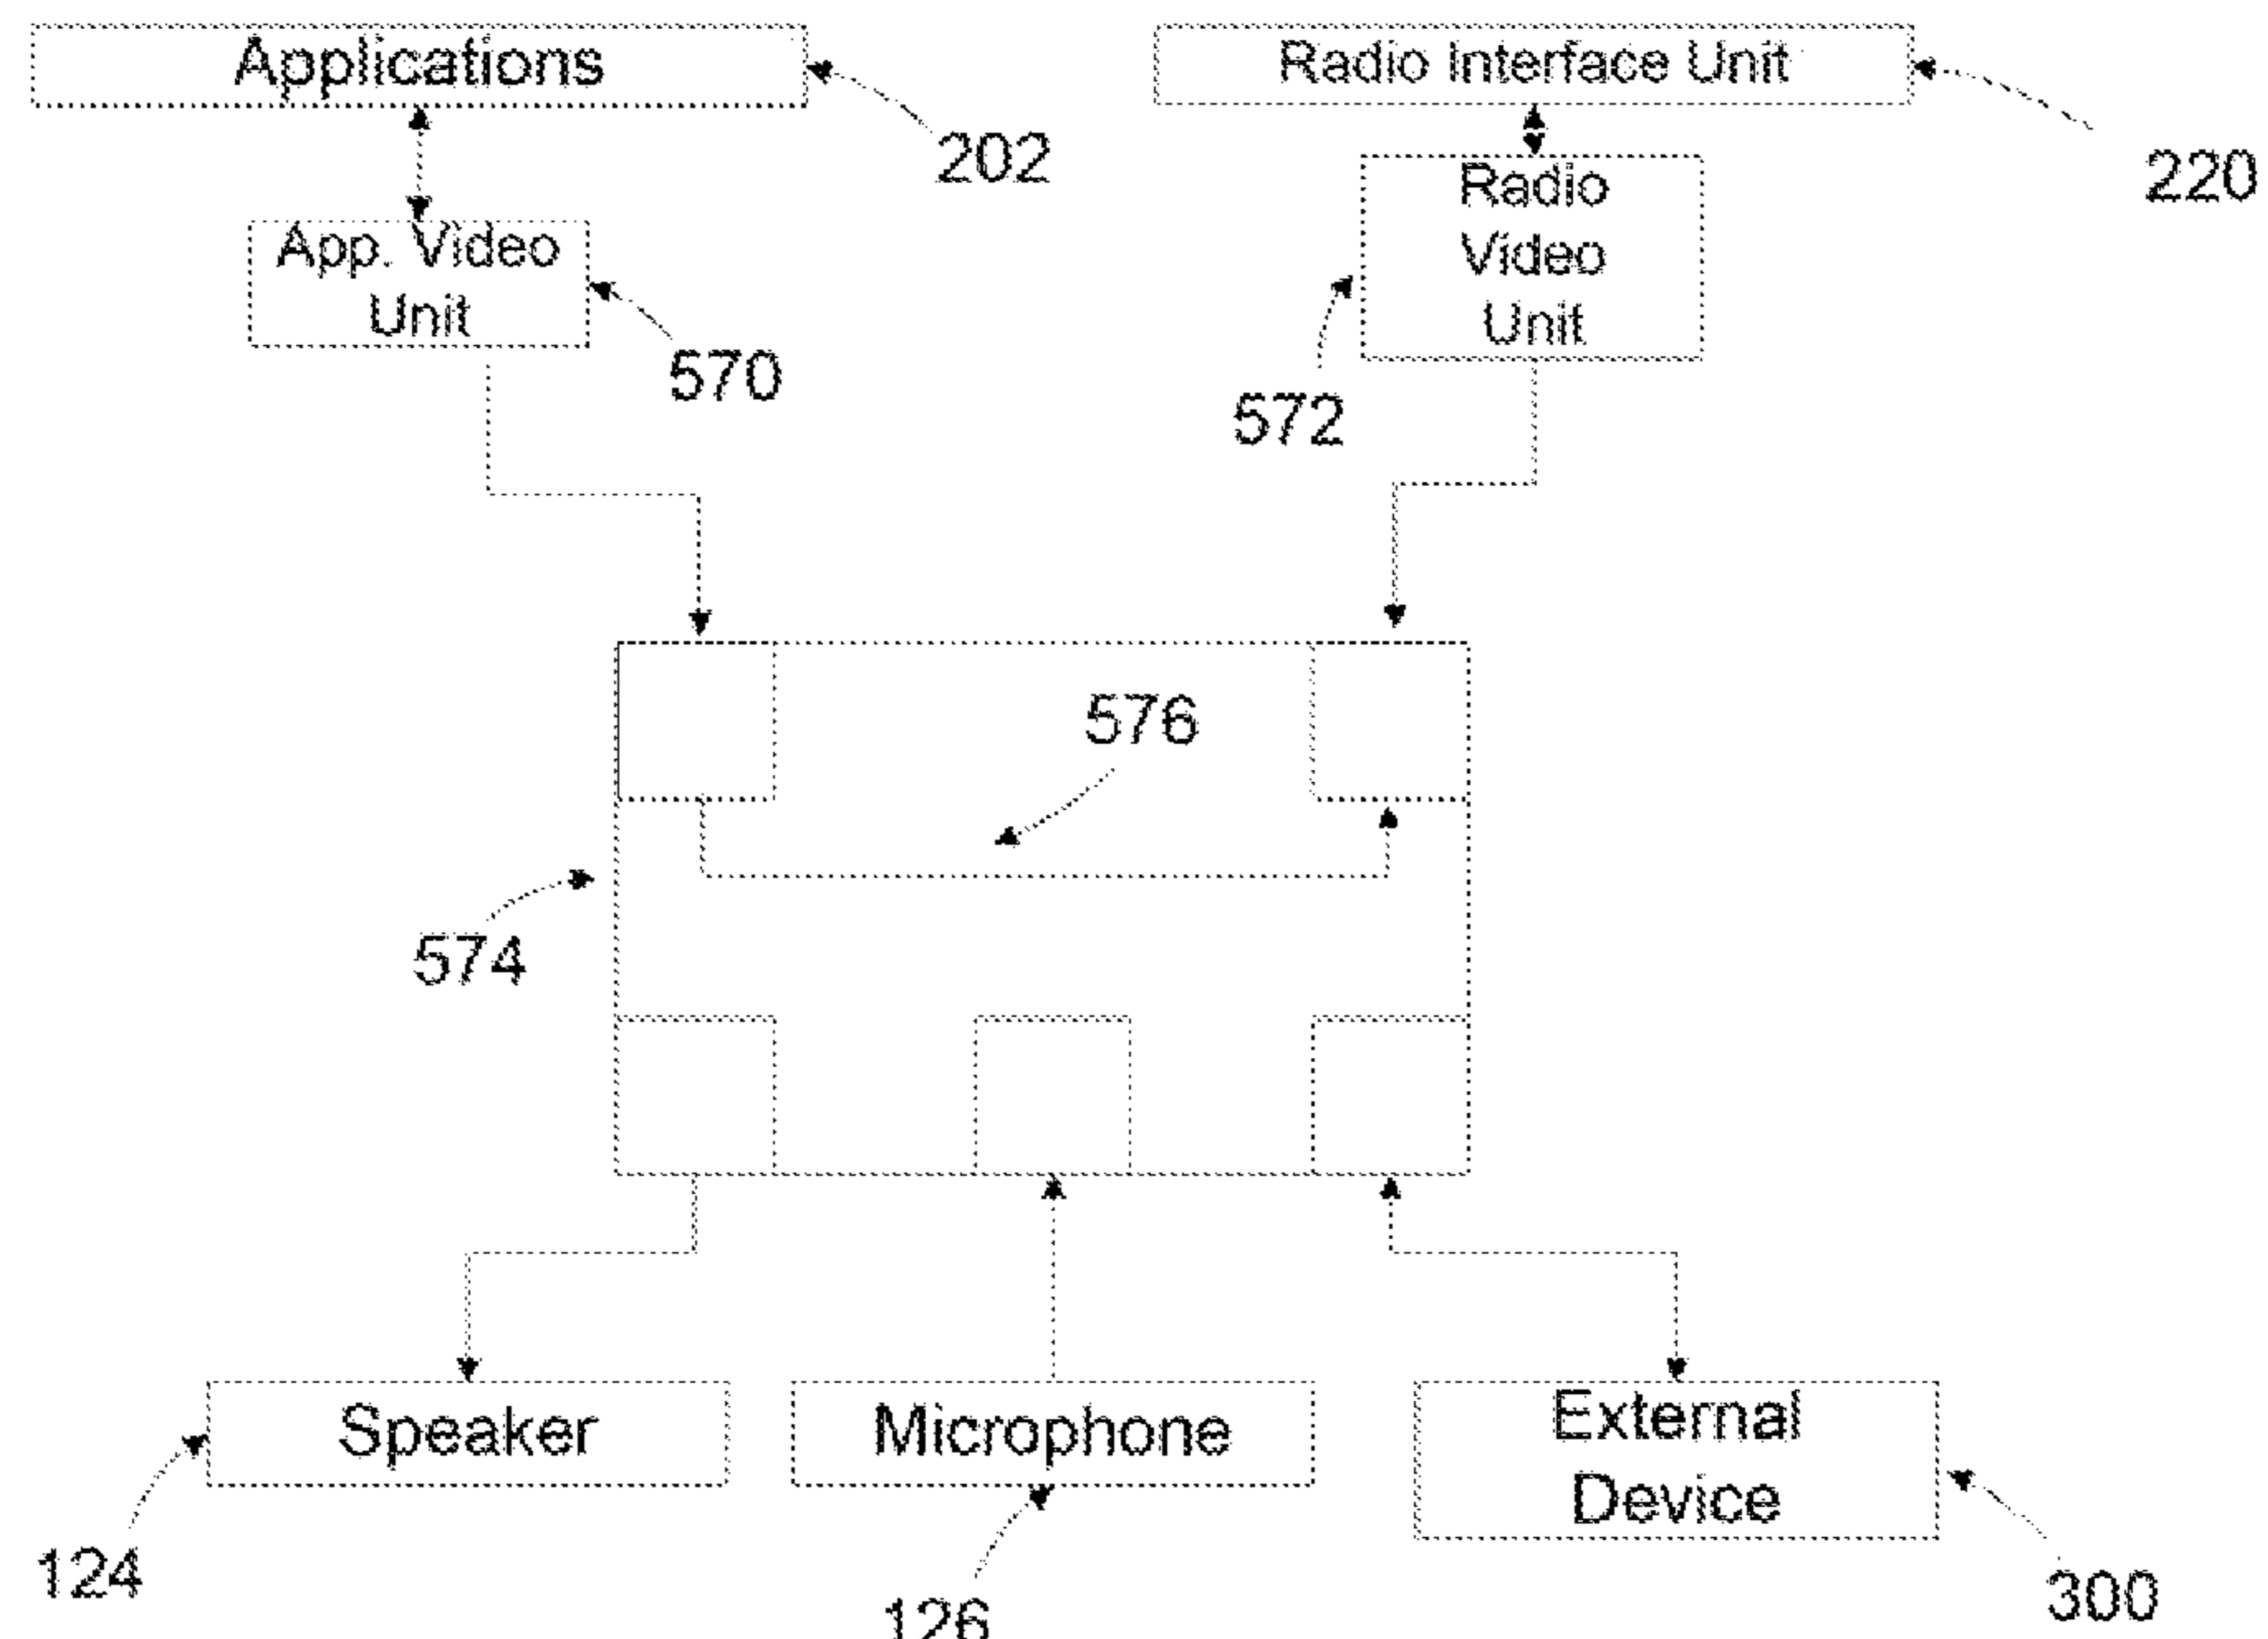 Applications
Radio Interface Unit
202
220
App. Video
Unit
570
Radio
Video
Unit
572
576
574
Speaker
Microphone
External
Device
124
126
300